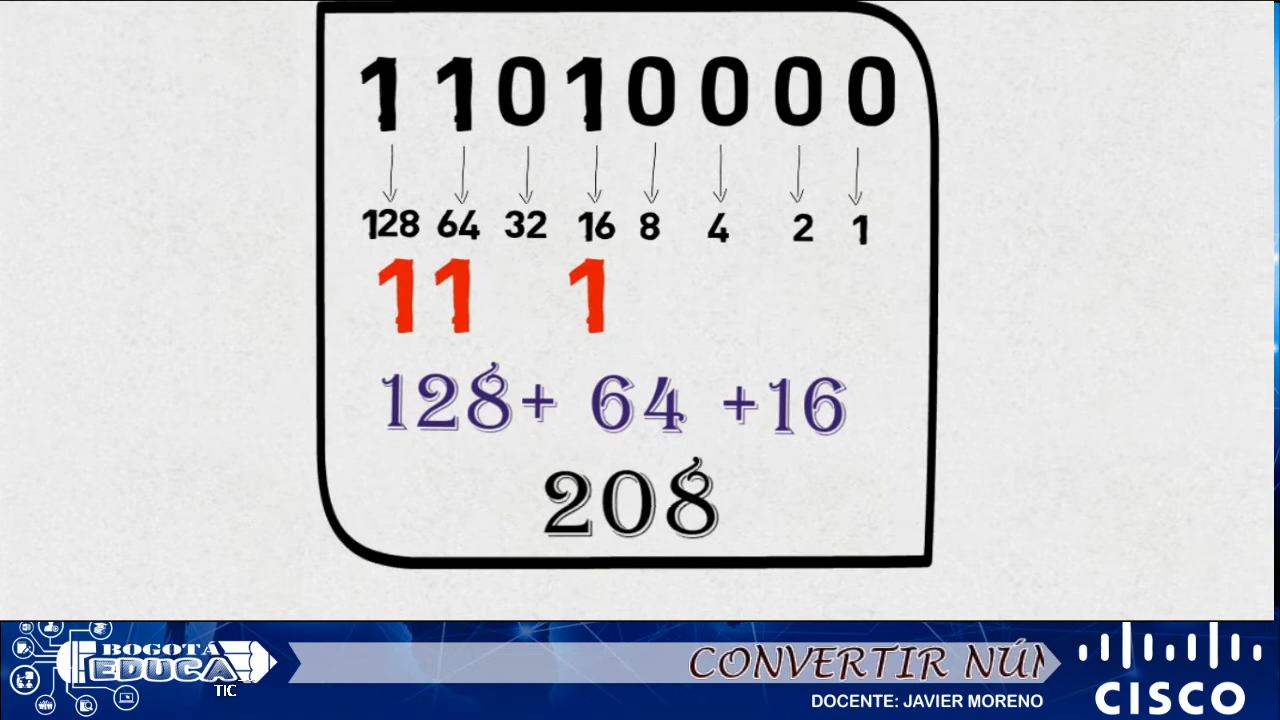 11010000
128 64 32 16 8 4 2 1
11 1
128+ 64 +16
208
BOGOTA
EDUCA
TIC
CONVERTIR NÚM
DOCENTE: JAVIER MORENO
CISCO